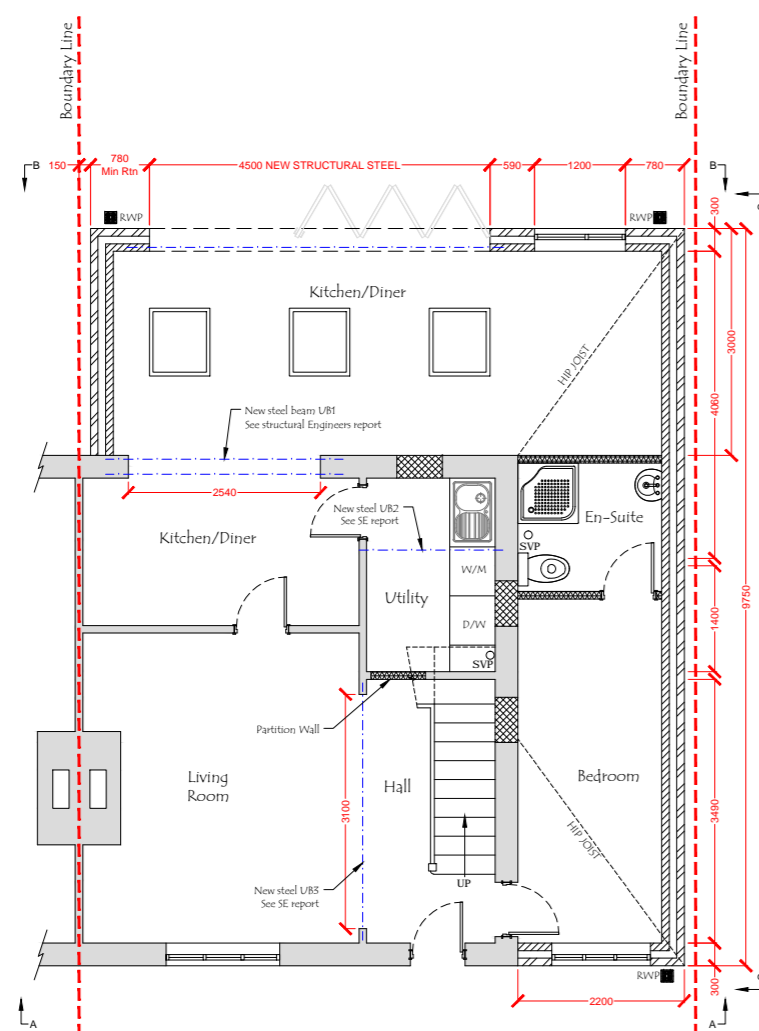 Boundary Line
Boundary Line
B
150
780
Min Rtn
4500 NEW STRUCTURAL STEEL
590
1200
780
B
RWP
RWP
300
Kitchen/Diner
HIP JOIST
3000
4060
New steel beam UB1
See structural Engineers report
2540
New steel UB2
See SE report
Kitchen/Diner
En-Suite
SVP
W/M
Utility
D/W
SVP
1400
9750
Partition Wall
Living
Room
Hall
3100
Bedroom
HIP JOIST
3490
UP
New steel UB3
See SE report
RWP
300
2200
A
A